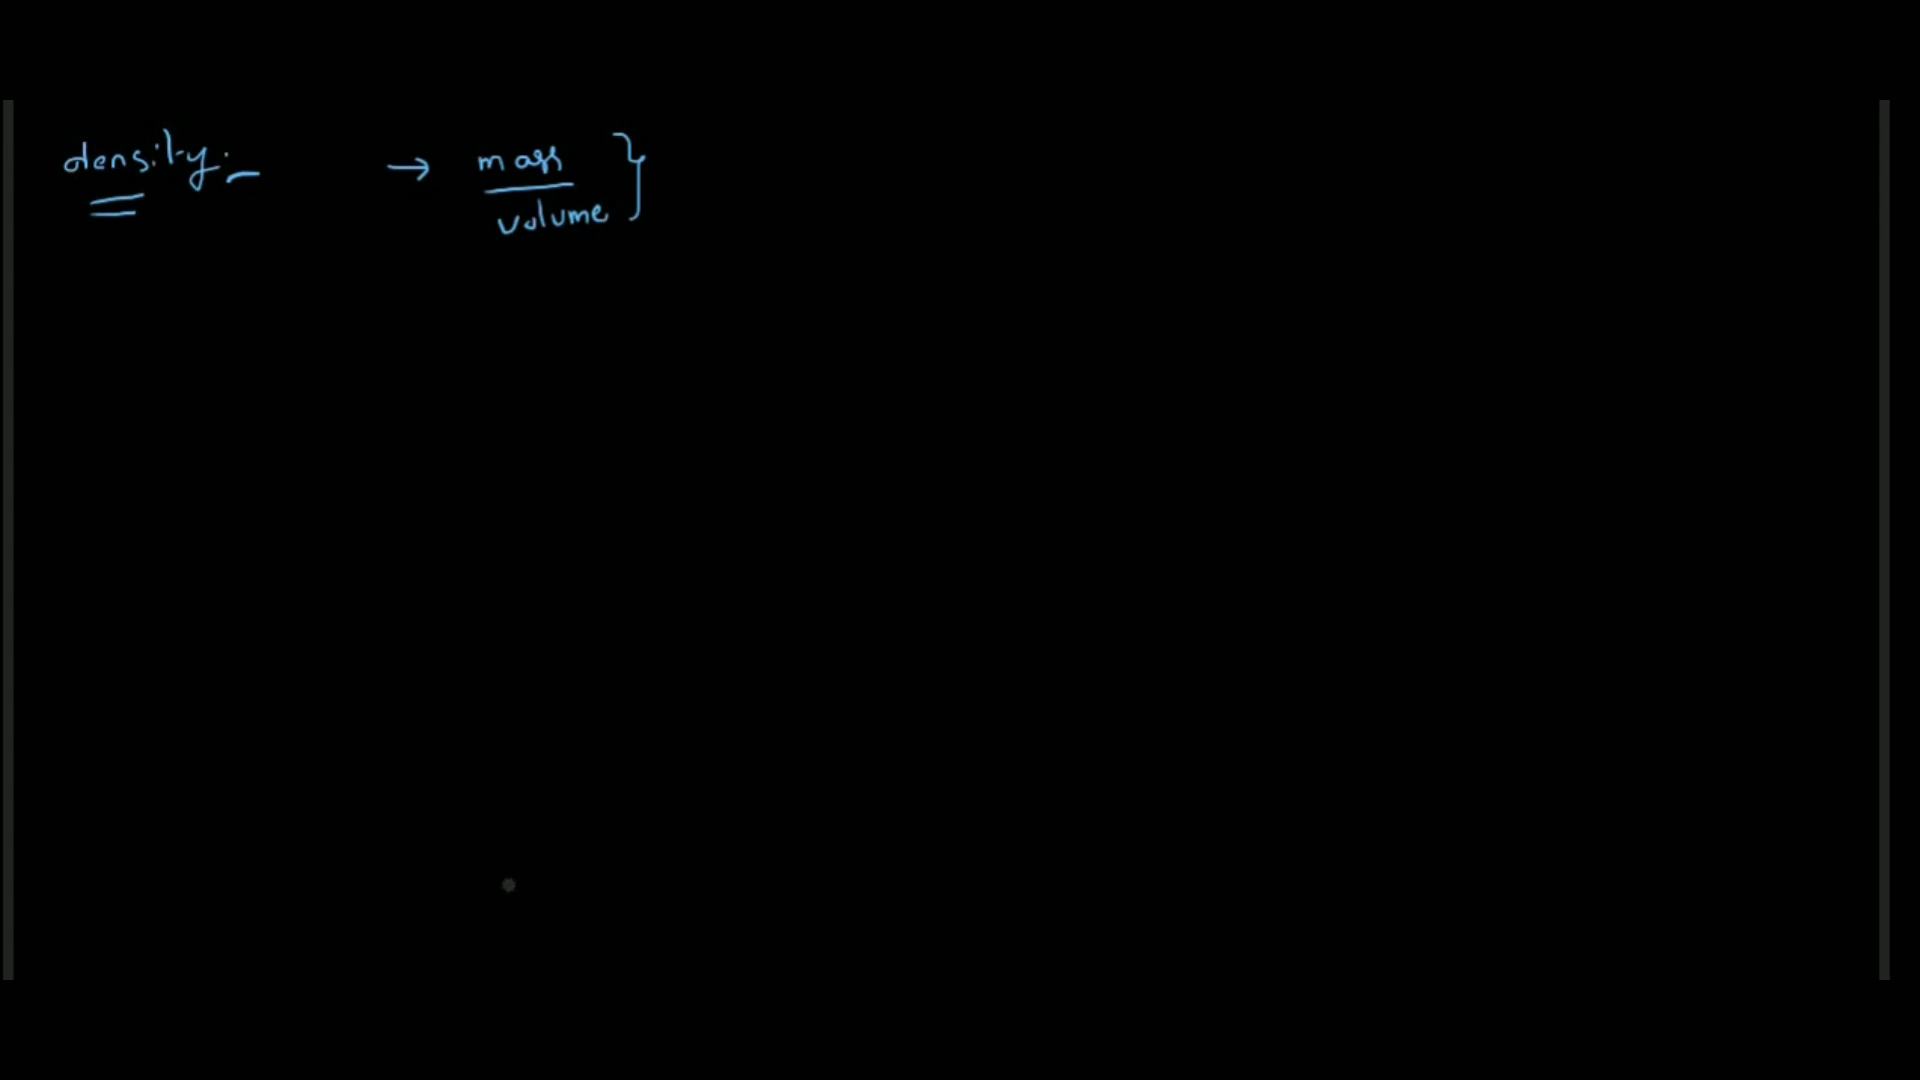 density:- → mass }
volume